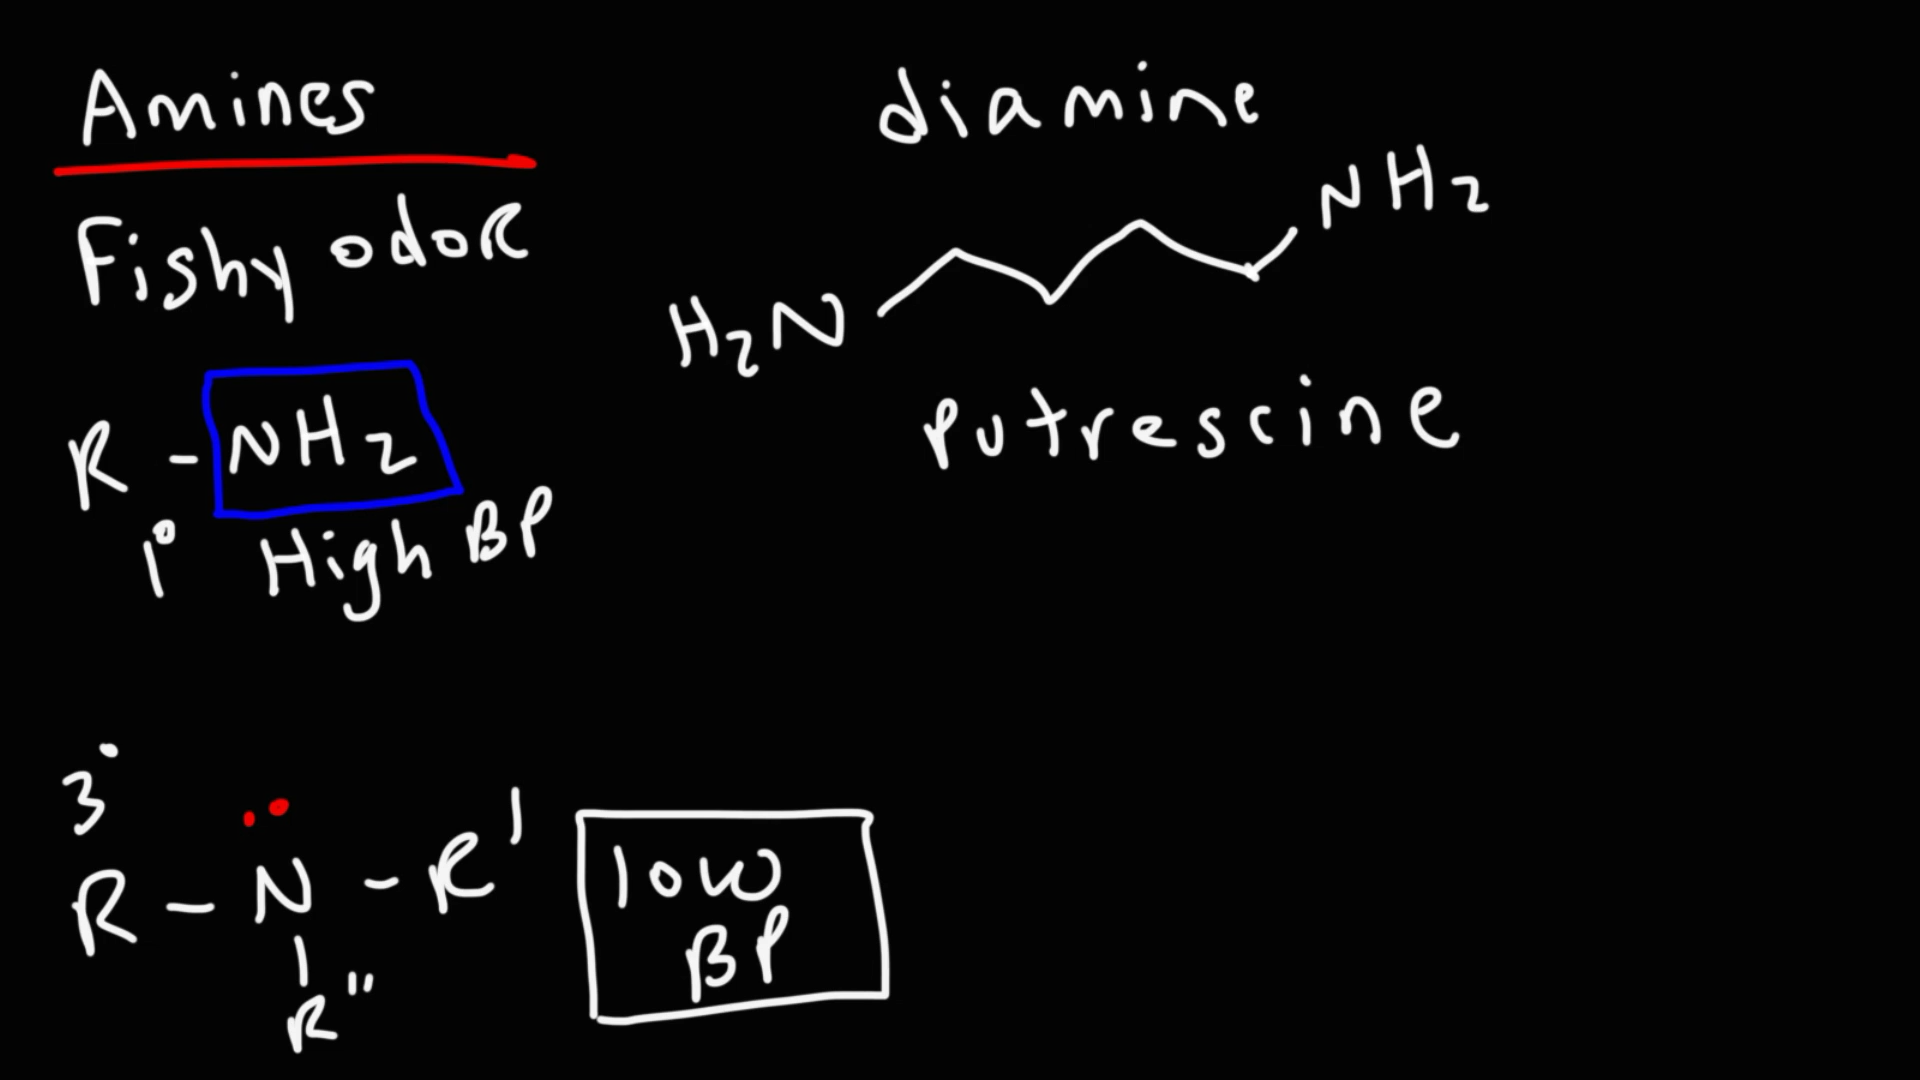 Amines
Fishy odor
R - NH2
1° High BP
3°
R - N - R'
R"
low
BP
diamine
H2N NH2
putrescine